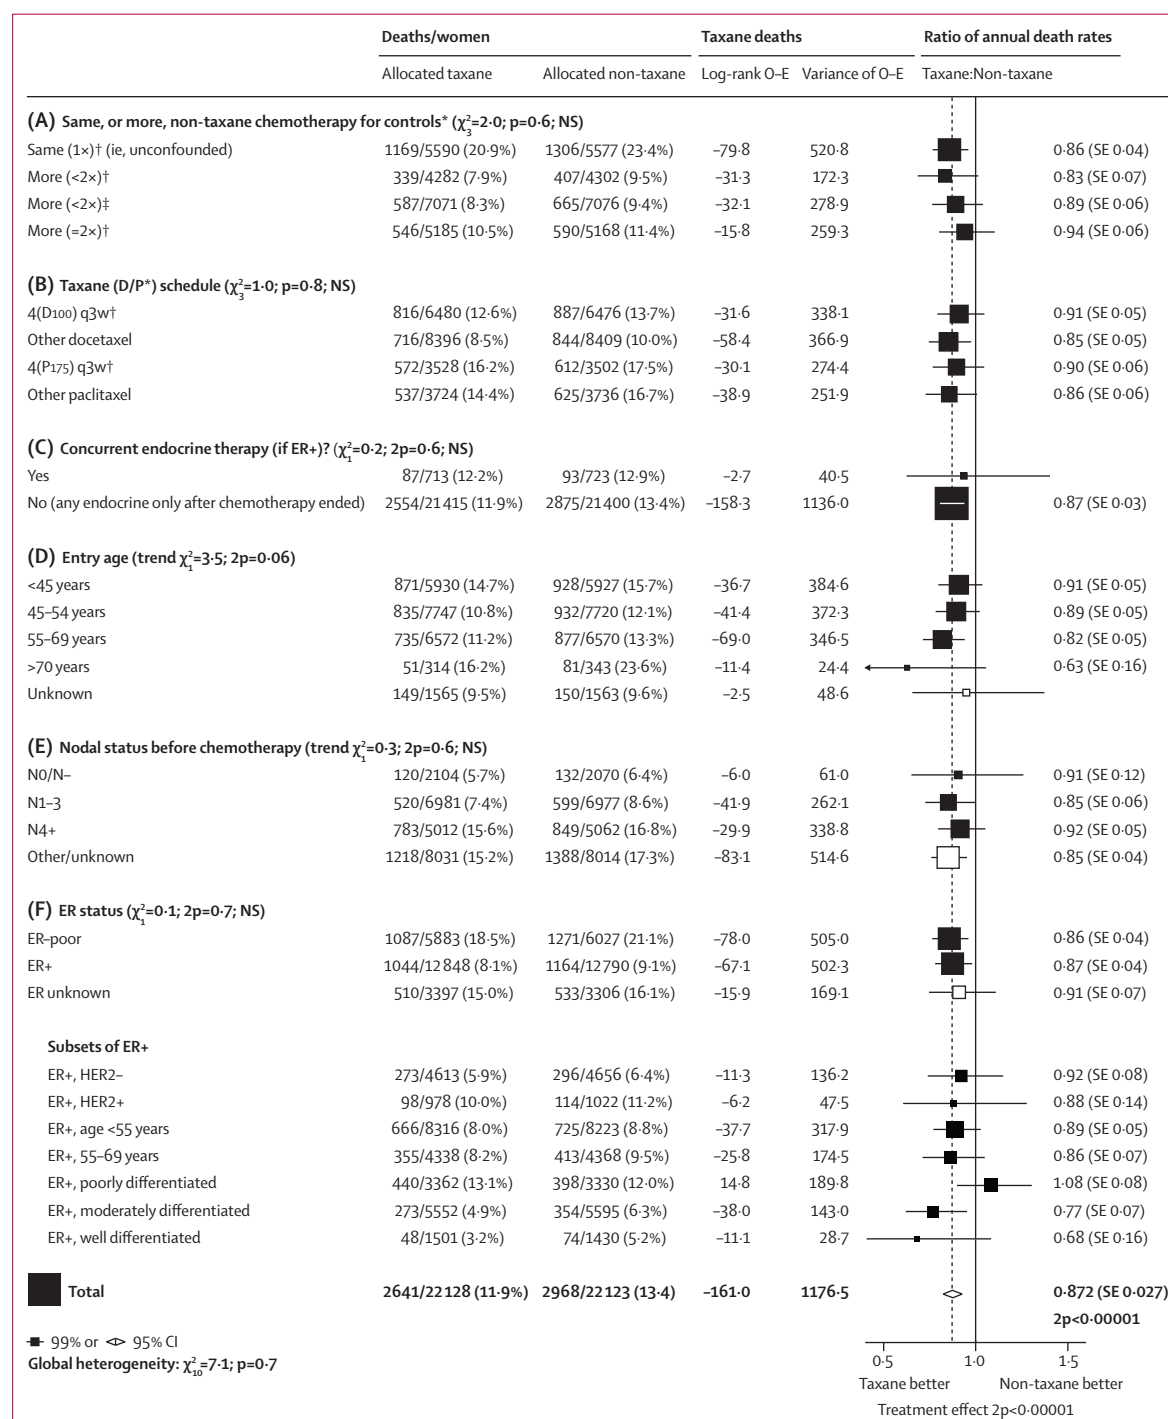 Deaths/women Taxane deaths Ratio of annual death rates
Allocated taxane Allocated non-taxane Log-rank O–E Variance of O–E Taxane:Non-taxane
(A) Same, or more, non-taxane chemotherapy for controls* (χ²₃=2·0; p=0·6; NS)
Same (1×)† (ie, unconfounded) 1169/5590 (20·9%) 1306/5577 (23·4%) –79·8 520·8 0·86 (SE 0·04)
More (<2×)† 339/4282 (7·9%) 407/4302 (9·5%) –31·3 172·3 0·83 (SE 0·07)
More (<2×)‡ 587/7071 (8·3%) 665/7076 (9·4%) –32·1 278·9 0·89 (SE 0·06)
More (=2×)† 546/5185 (10·5%) 590/5168 (11·4%) –15·8 259·3 0·94 (SE 0·06)
(B) Taxane (D/P*) schedule (χ²₃=1·0; p=0·8; NS)
4(D100) q3w† 816/6480 (12·6%) 887/6476 (13·7%) –31·6 338·1 0·91 (SE 0·05)
Other docetaxel 716/8396 (8·5%) 844/8409 (10·0%) –58·4 366·9 0·85 (SE 0·05)
4(P175) q3w† 572/3528 (16·2%) 612/3502 (17·5%) –30·1 274·4 0·90 (SE 0·06)
Other paclitaxel 537/3724 (14·4%) 625/3736 (16·7%) –38·9 251·9 0·86 (SE 0·06)
(C) Concurrent endocrine therapy (if ER+)? (χ²₁=0·2; 2p=0·6; NS)
Yes 87/713 (12·2%) 93/723 (12·9%) –2·7 40·5
No (any endocrine only after chemotherapy ended) 2554/21415 (11·9%) 2875/21400 (13·4%) –158·3 1136·0 0·87 (SE 0·03)
(D) Entry age (trend χ²₁=3·5; 2p=0·06)
<45 years 871/5930 (14·7%) 928/5927 (15·7%) –36·7 384·6 0·91 (SE 0·05)
45–54 years 835/7747 (10·8%) 932/7720 (12·1%) –41·4 372·3 0·89 (SE 0·05)
55–69 years 735/6572 (11·2%) 877/6570 (13·3%) –69·0 346·5 0·82 (SE 0·05)
>70 years 51/314 (16·2%) 81/343 (23·6%) –11·4 24·4 0·63 (SE 0·16)
Unknown 149/1565 (9·5%) 150/1563 (9·6%) –2·5 48·6
(E) Nodal status before chemotherapy (trend χ²₁=0·3; 2p=0·6; NS)
N0/N– 120/2104 (5·7%) 132/2070 (6·4%) –6·0 61·0 0·91 (SE 0·12)
N1–3 520/6981 (7·4%) 599/6977 (8·6%) –41·9 262·1 0·85 (SE 0·06)
N4+ 783/5012 (15·6%) 849/5062 (16·8%) –29·9 338·8 0·92 (SE 0·05)
Other/unknown 1218/8031 (15·2%) 1388/8014 (17·3%) –83·1 514·6 0·85 (SE 0·04)
(F) ER status (χ²₁=0·1; 2p=0·7; NS)
ER–poor 1087/5883 (18·5%) 1271/6027 (21·1%) –78·0 505·0 0·86 (SE 0·04)
ER+ 1044/12848 (8·1%) 1164/12790 (9·1%) –67·1 502·3 0·87 (SE 0·04)
ER unknown 510/3397 (15·0%) 533/3306 (16·1%) –15·9 169·1 0·91 (SE 0·07)
Subsets of ER+
ER+, HER2– 273/4613 (5·9%) 296/4656 (6·4%) –11·3 136·2 0·92 (SE 0·08)
ER+, HER2+ 98/978 (10·0%) 114/1022 (11·2%) –6·2 47·5 0·88 (SE 0·14)
ER+, age <55 years 666/8316 (8·0%) 725/8223 (8·8%) –37·7 317·9 0·89 (SE 0·05)
ER+, 55–69 years 355/4338 (8·2%) 413/4368 (9·5%) –25·8 174·5 0·86 (SE 0·07)
ER+, poorly differentiated 440/3362 (13·1%) 398/3330 (12·0%) 14·8 189·8 1·08 (SE 0·08)
ER+, moderately differentiated 273/5552 (4·9%) 354/5595 (6·3%) –38·0 143·0 0·77 (SE 0·07)
ER+, well differentiated 48/1501 (3·2%) 74/1430 (5·2%) –11·1 28·7 0·68 (SE 0·16)
Total 2641/22128 (11·9%) 2968/22123 (13·4) –161·0 1176·5 0·872 (SE 0·027)
2p<0·00001
99% or 95% CI
Global heterogeneity: χ²₁₀=7·1; p=0·7
0·5 1·0 1·5
Taxane better Non-taxane better
Treatment effect 2p<0·00001